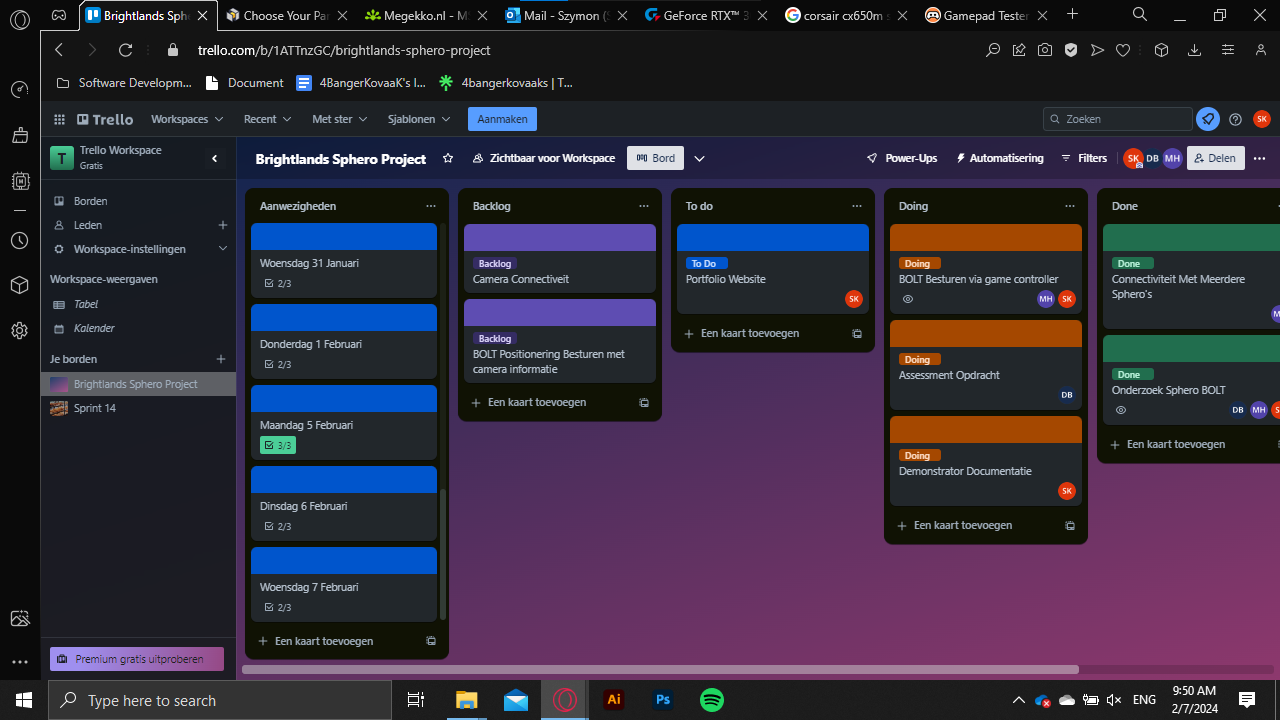 Brightlands Sph
Choose Your Pa
Megekko.nl - M
Mail - Szymon (
GeForce RTX™ 3
corsair cx650m s
Gamepad Tester
trello.com/b/1ATTnzGC/brightlands-sphero-project
Software Developm...
Document
4BangerKovaaK's l...
4bangerkovaaks | T...
Trello
Workspaces
Recent
Met ster
Sjablonen
Aanmaken
Zoeken
SK
T
Trello Workspace
Gratis
Brightlands Sphero Project
Zichtbaar voor Workspace
Bord
Power-Ups
Automatisering
Filters
SK
DB
MH
Delen
Borden
Leden
Workspace-instellingen
Workspace-weergaven
Tabel
Kalender
Je borden
Brightlands Sphero Project
Sprint 14
Premium gratis uitproberen
Aanwezigheden
Woensdag 31 Januari
2/3
Donderdag 1 Februari
2/3
Maandag 5 Februari
3/3
Dinsdag 6 Februari
2/3
Woensdag 7 Februari
2/3
Een kaart toevoegen
Backlog
Backlog
Camera Connectiveit
Backlog
BOLT Positionering Besturen met
camera informatie
Een kaart toevoegen
To do
To Do
Portfolio Website
SK
Een kaart toevoegen
Doing
Doing
BOLT Besturen via game controller
MH
SK
Doing
Assessment Opdracht
DB
Doing
Demonstrator Documentatie
SK
Een kaart toevoegen
Done
Done
Connectiviteit Met Meerdere
Sphero's
Done
Onderzoek Sphero BOLT
DB
MH
Een kaart toevoegen
Type here to search
Ai
Ps
ENG
9:50 AM
2/7/2024